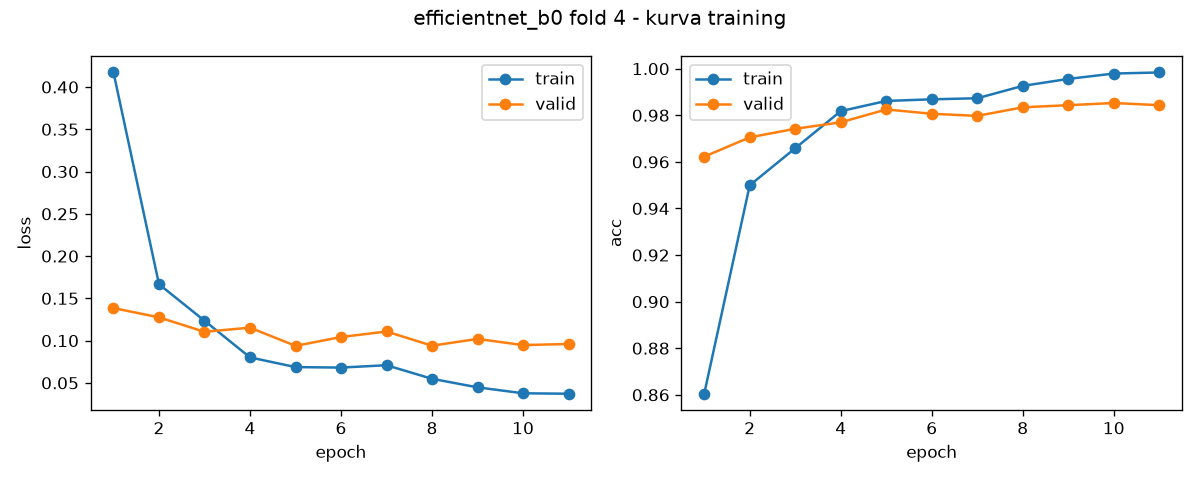 efficientnet_b0 fold 4 - kurva training
train
valid
0.40
0.35
0.30
0.25
0.20
0.15
0.10
0.05
loss
2
4
6
8
10
epoch
train
valid
1.00
0.98
0.96
0.94
0.92
0.90
0.88
0.86
acc
2
4
6
8
10
epoch